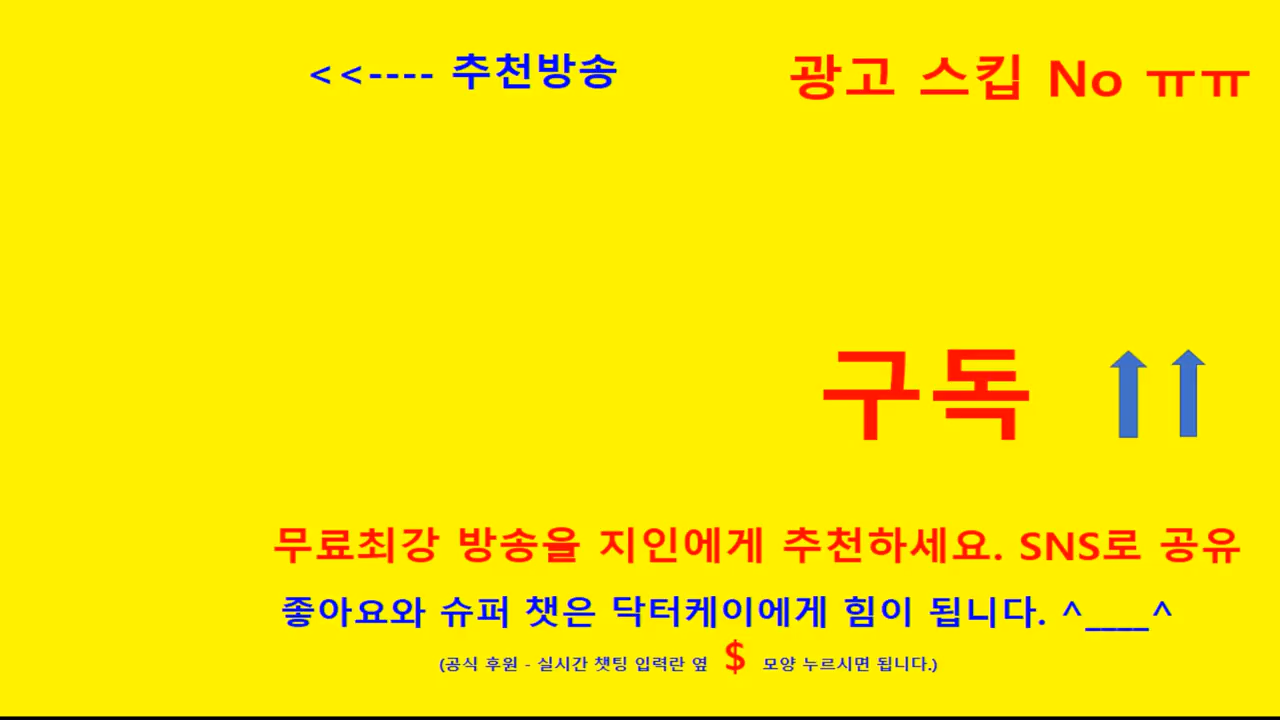 <<---- 추천방송
광고 스킵 No ㅠㅠ
구독
무료최강 방송을 지인에게 추천하세요. SNS로 공유
좋아요와 슈퍼 챗은 닥터케이에게 힘이 됩니다. ^____^
(공식 후원 - 실시간 챗팅 입력란 옆 $ 모양 누르시면 됩니다.)